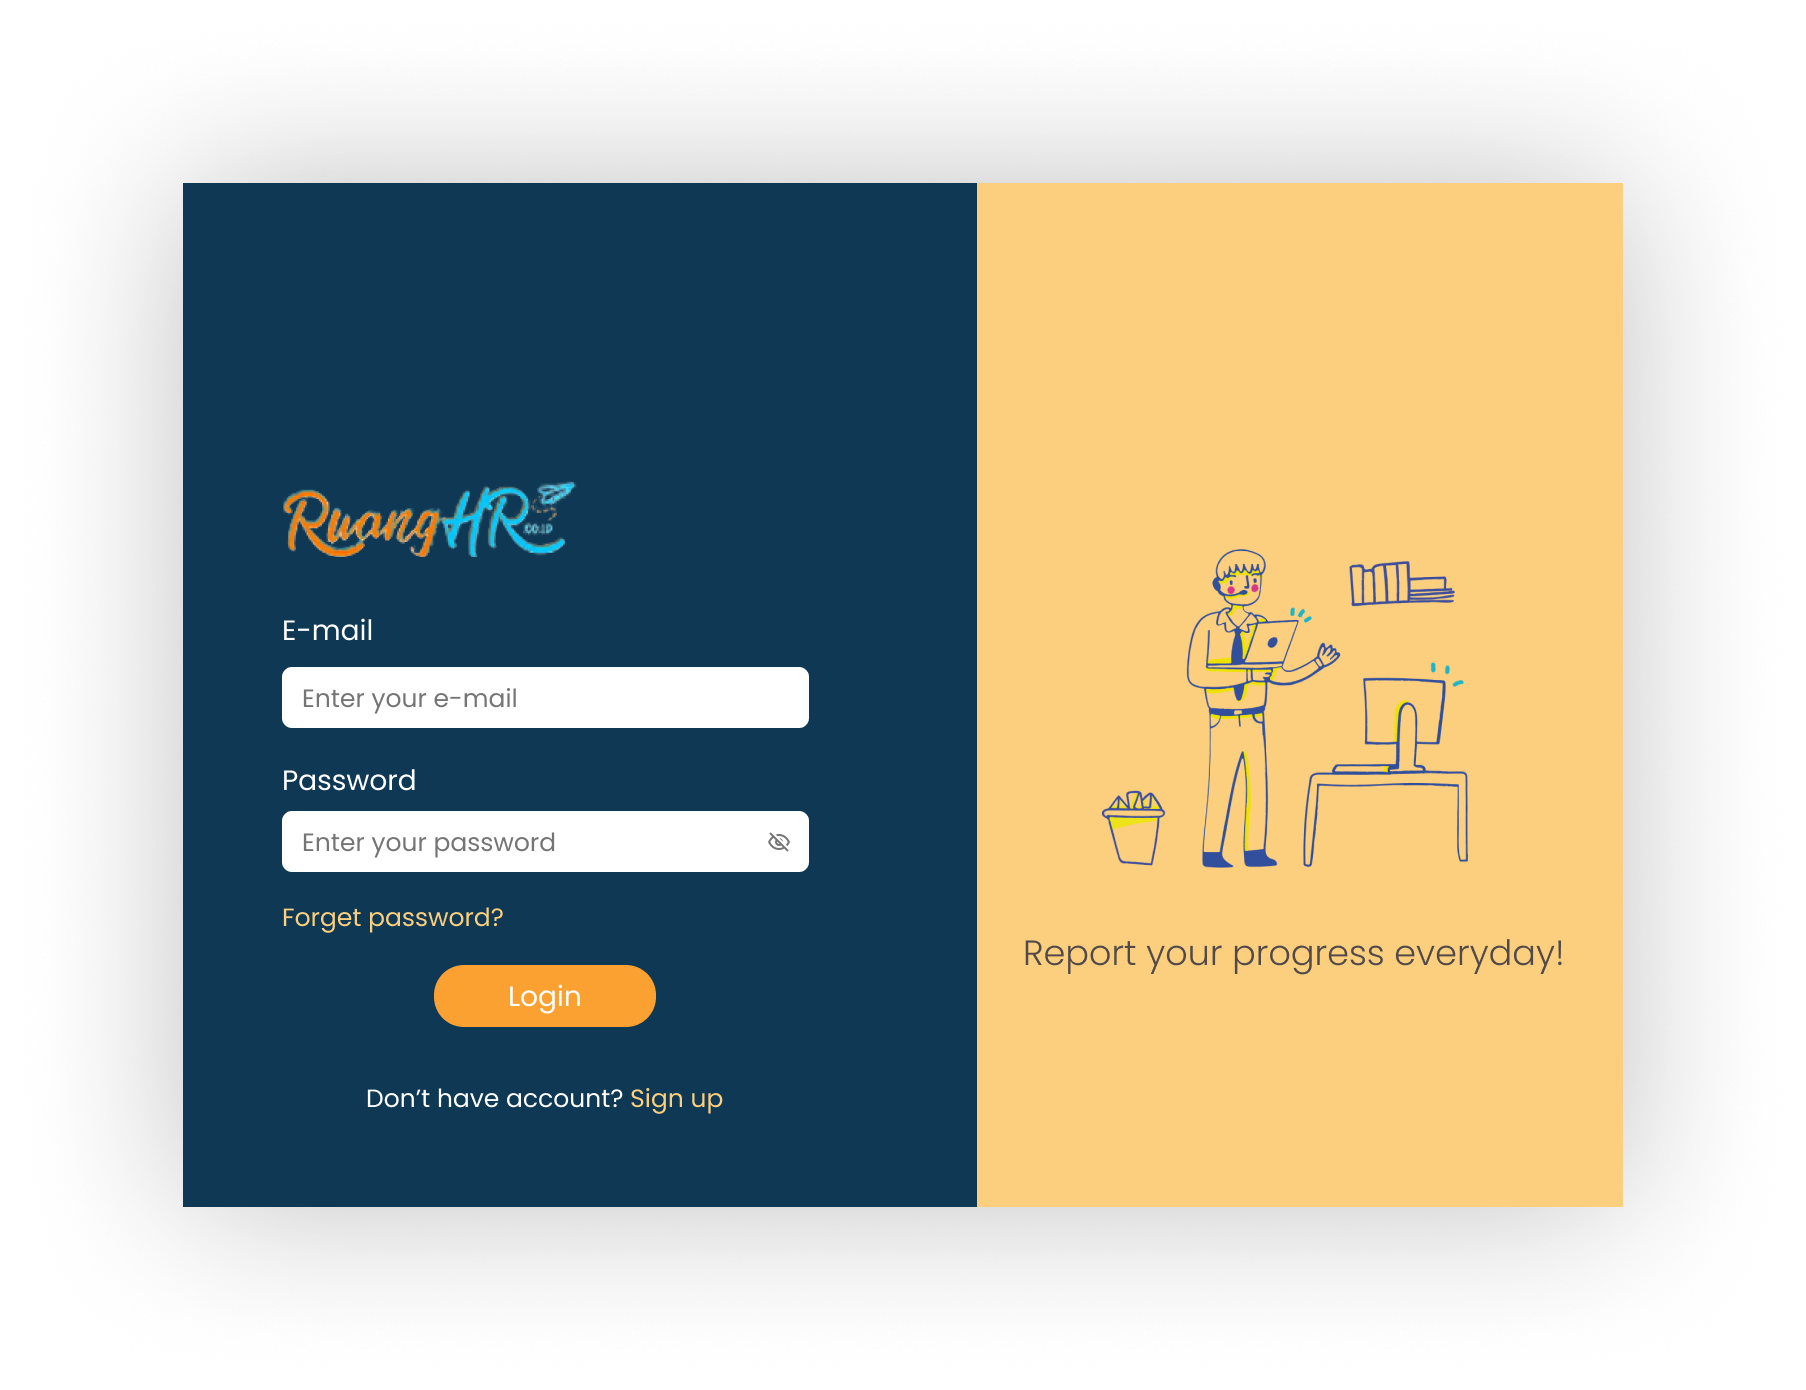 RuangHR
CO.ID
E-mail
Enter your e-mail
Password
Enter your password
Forget password?
Login
Don’t have account? Sign up
Report your progress everyday!